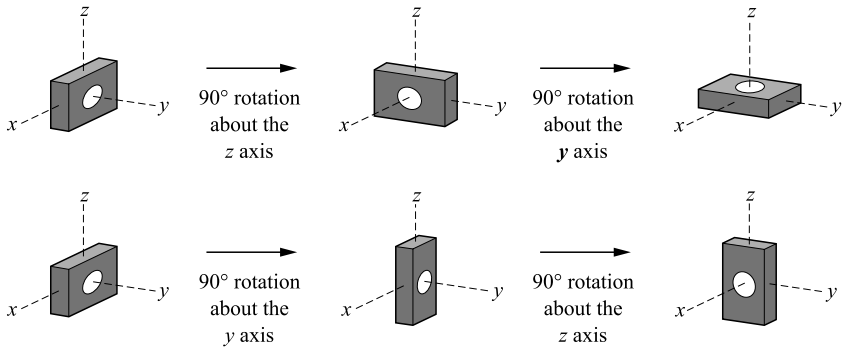 z
x
y
90° rotation
about the
z axis
z
x
y
90° rotation
about the
y axis
z
x
y
z
x
y
90° rotation
about the
y axis
z
x
y
90° rotation
about the
z axis
z
x
y